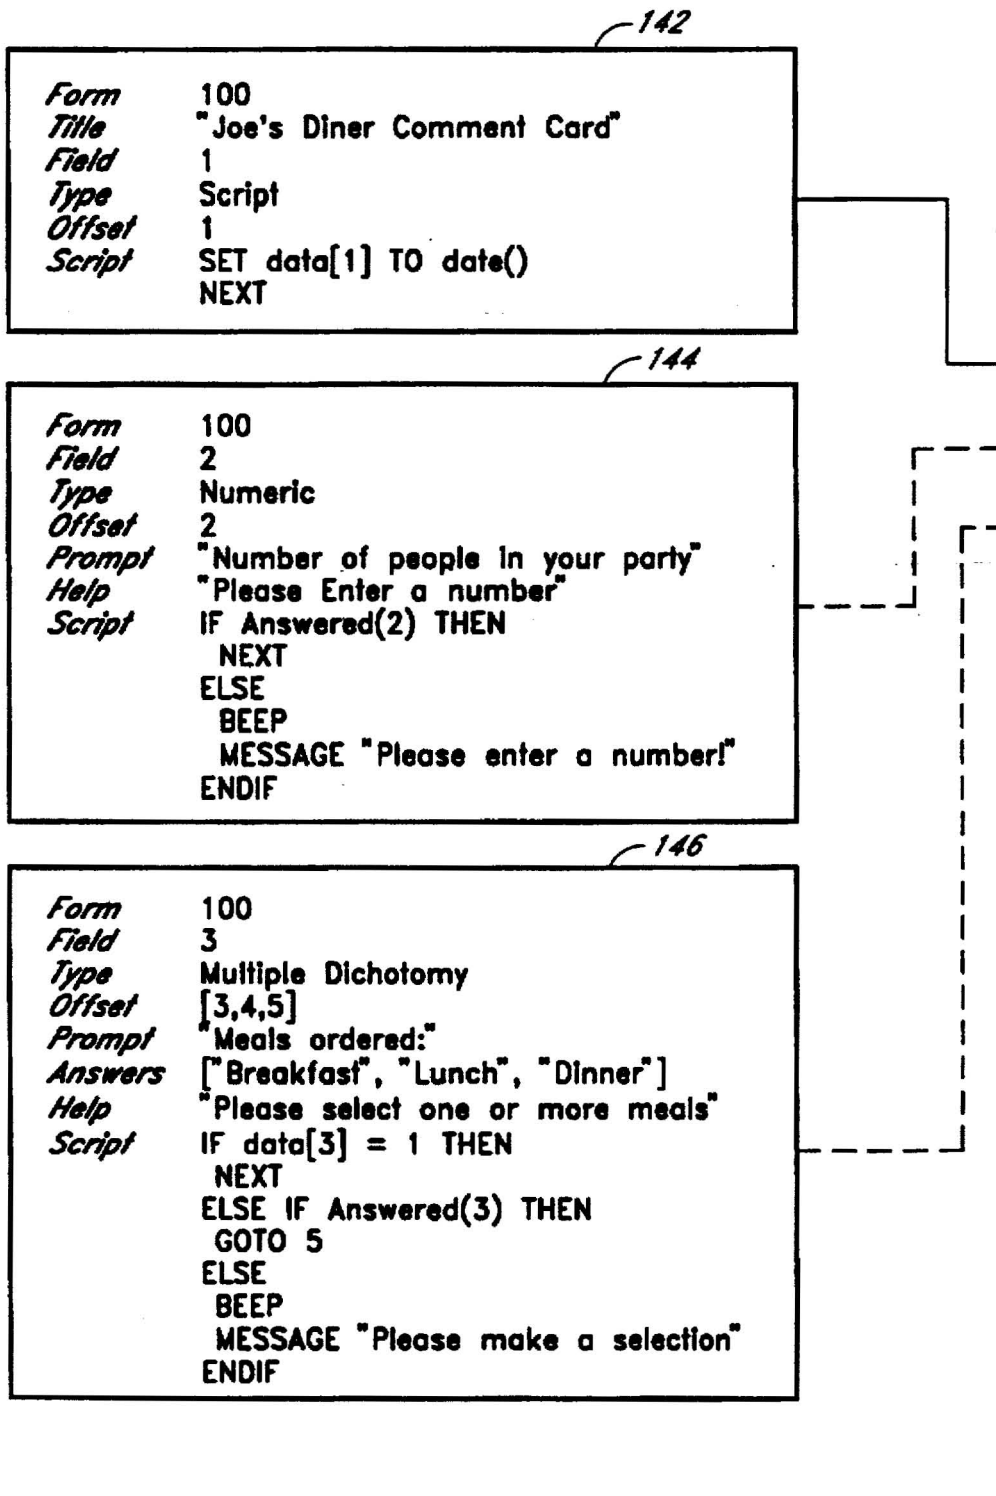 142
Form 100
Title "Joe's Diner Comment Card"
Field 1
Type Script
Offset 1
Script SET data[1] TO date()
NEXT
144
Form 100
Field 2
Type Numeric
Offset 2
Prompt "Number of people in your party"
Help "Please Enter a number"
Script IF Answered(2) THEN
NEXT
ELSE
BEEP
MESSAGE "Please enter a number!"
ENDIF
146
Form 100
Field 3
Type Multiple Dichotomy
Offset [3,4,5]
Prompt "Meals ordered:"
Answers ["Breakfast", "Lunch", "Dinner"]
Help "Please select one or more meals"
Script IF data[3] = 1 THEN
NEXT
ELSE IF Answered(3) THEN
GOTO 5
ELSE
BEEP
MESSAGE "Please make a selection"
ENDIF